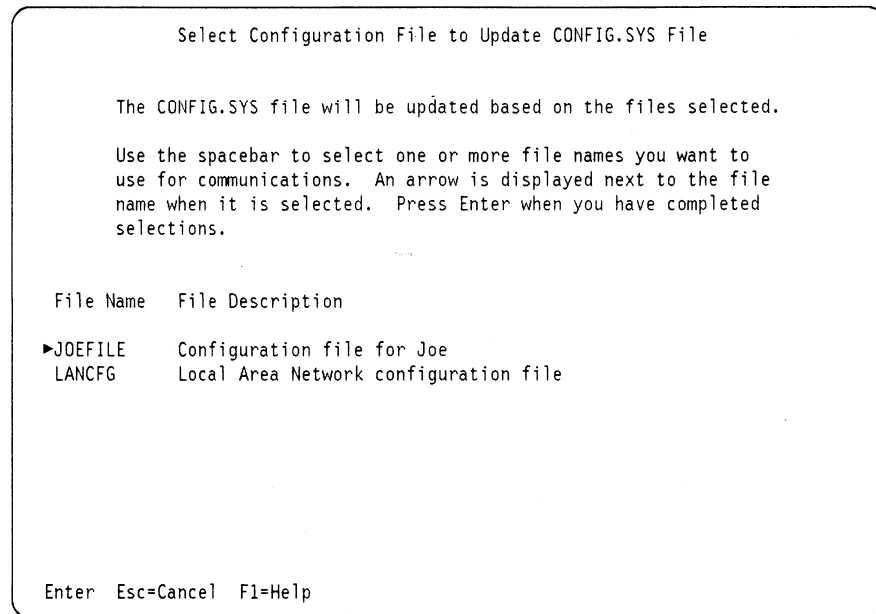 Select Configuration File to Update CONFIG.SYS File
The CONFIG.SYS file will be updated based on the files selected.
Use the spacebar to select one or more file names you want to
use for communications.  An arrow is displayed next to the file
name when it is selected.  Press Enter when you have completed
selections.
File Name   File Description
►JOEFILE     Configuration file for Joe
LANCFG      Local Area Network configuration file
Enter  Esc=Cancel  F1=Help